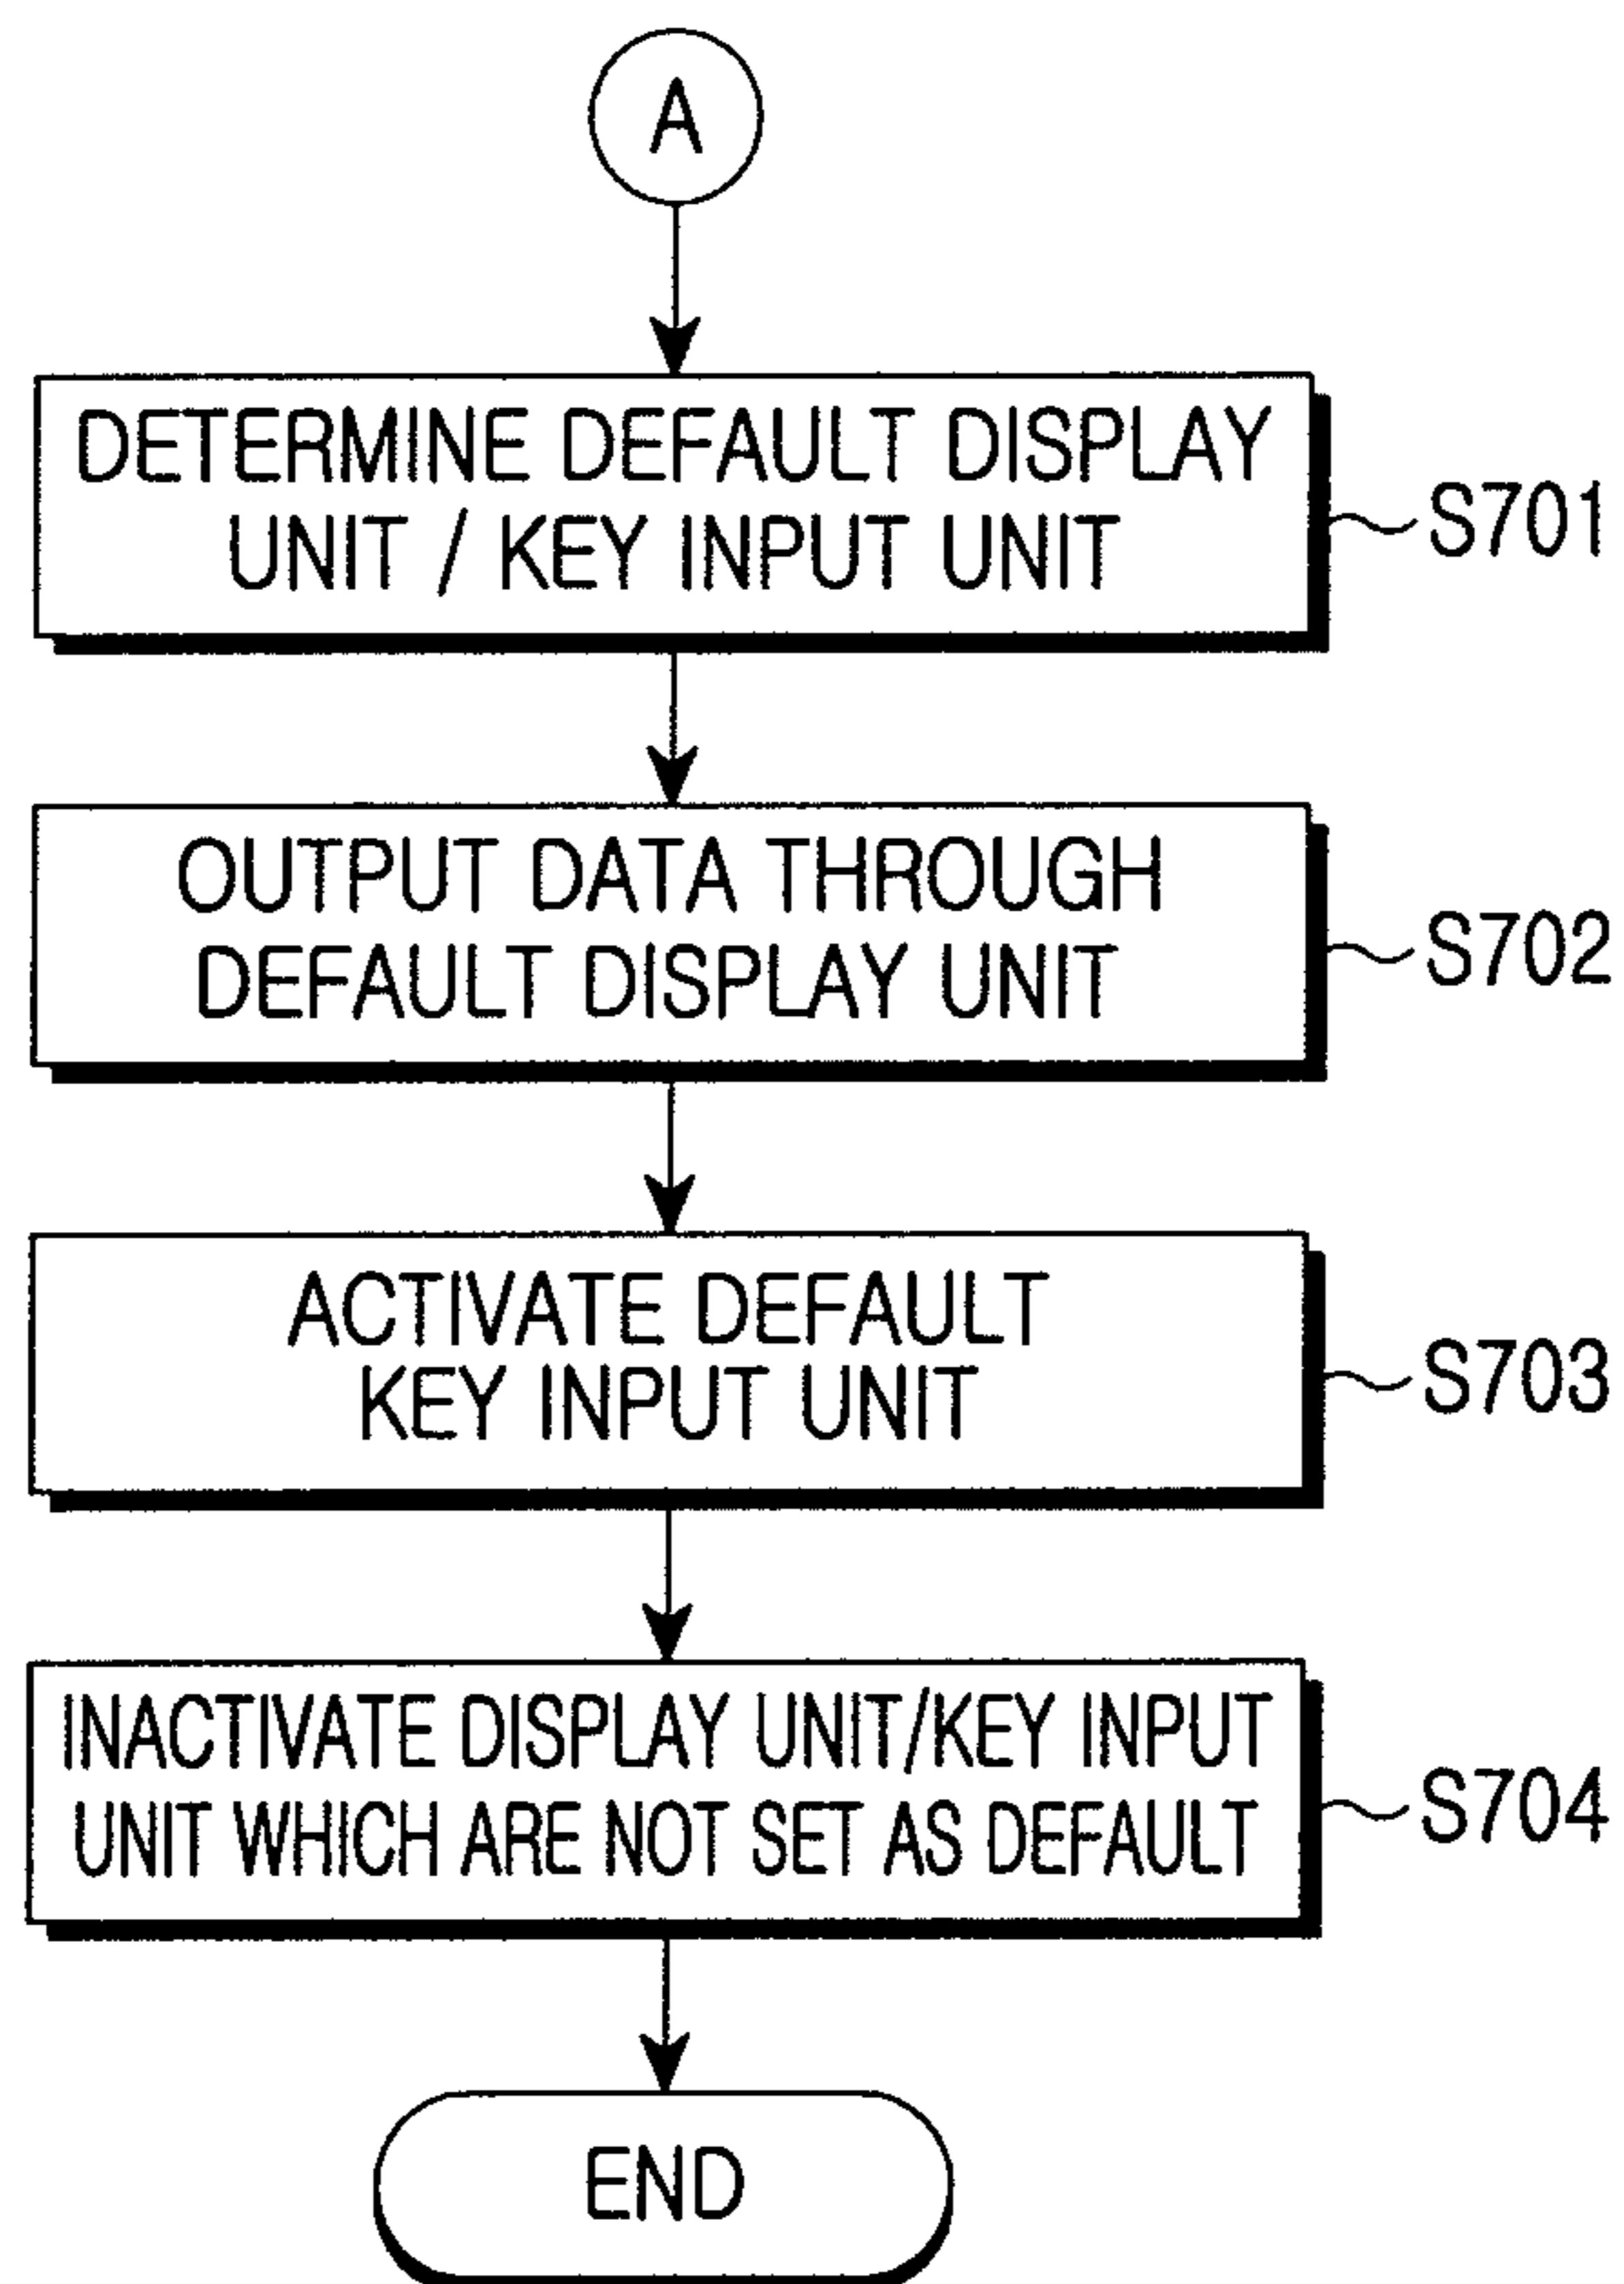 A
DETERMINE DEFAULT DISPLAY
UNIT / KEY INPUT UNIT
S701
OUTPUT DATA THROUGH
DEFAULT DISPLAY UNIT
S702
ACTIVATE DEFAULT
KEY INPUT UNIT
S703
INACTIVATE DISPLAY UNIT/KEY INPUT
UNIT WHICH ARE NOT SET AS DEFAULT
S704
END